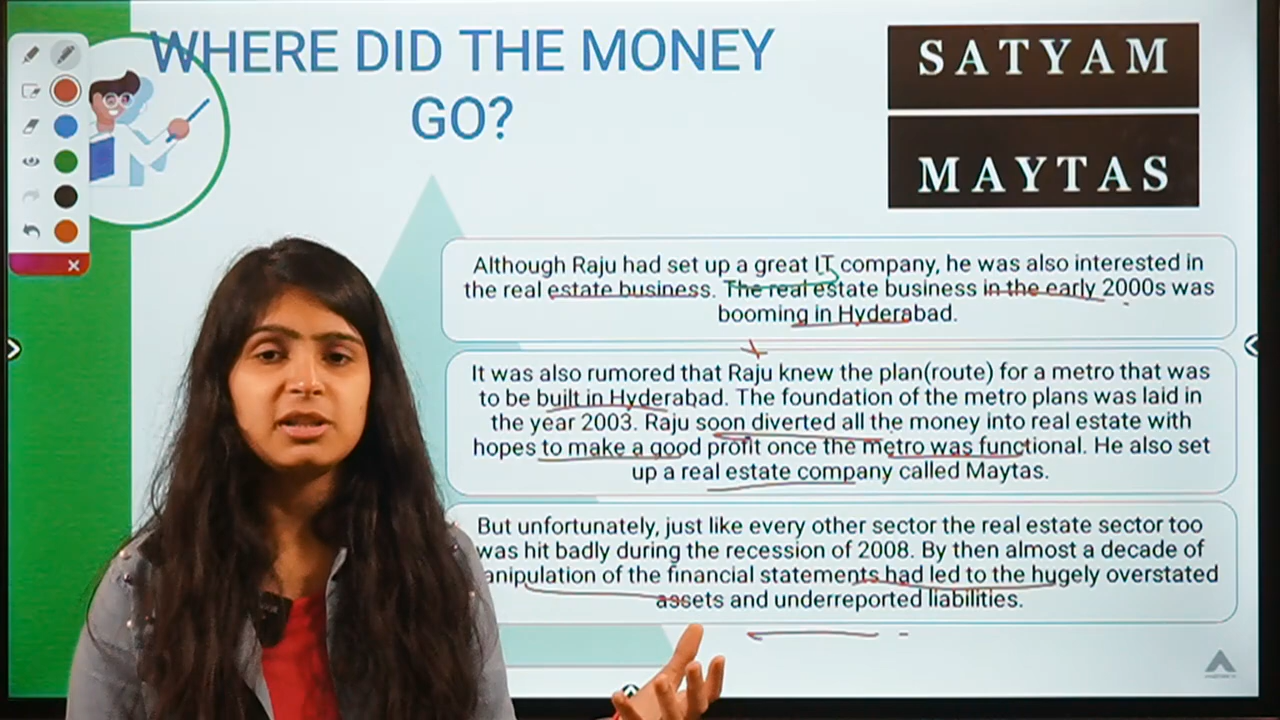 WHERE DID THE MONEY
GO?
SATYAM
MAYTAS
Although Raju had set up a great IT company, he was also interested in
the real estate business. The real estate business in the early 2000s was
booming in Hyderabad.
It was also rumored that Raju knew the plan(route) for a metro that was
to be built in Hyderabad. The foundation of the metro plans was laid in
the year 2003. Raju soon diverted all the money into real estate with
hopes to make a good profit once the metro was functional. He also set
up a real estate company called Maytas.
But unfortunately, just like every other sector the real estate sector too
was hit badly during the recession of 2008. By then almost a decade of
anipulation of the financial statements had led to the hugely overstated
assets and underreported liabilities.